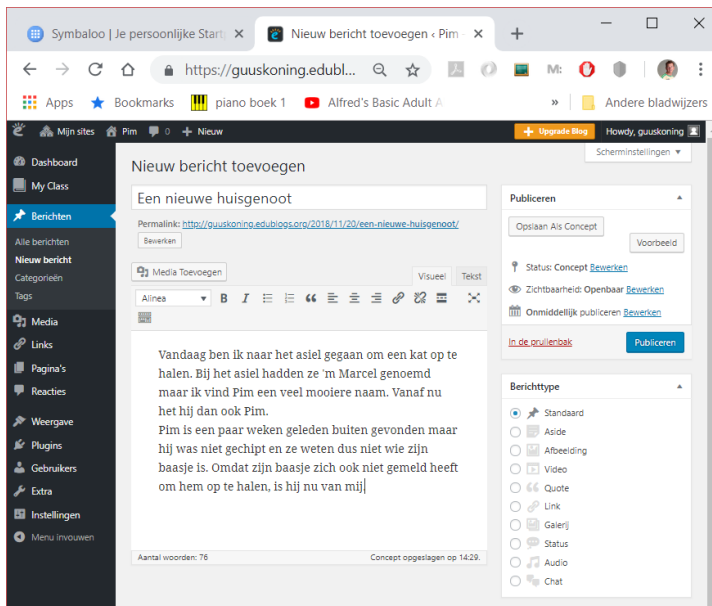 Symbaloo | Je persoonlijke Start
Nieuw bericht toevoegen ‹ Pim
https://guuskoning.edubl...
M:
Apps
Bookmarks
piano boek 1
Alfred's Basic Adult A
»
Andere bladwijzers
Mijn sites
Pim
0
Nieuw
Upgrade Blog
Howdy, guuskoning
Dashboard
My Class
Berichten
Alle berichten
Nieuw bericht
Categorieën
Tags
Media
Links
Pagina's
Reacties
Weergave
Plugins
Gebruikers
Extra
Instellingen
Menu invouwen
Scherminstellingen
Nieuw bericht toevoegen
Een nieuwe huisgenoot
Permalink: http://guuskoning.edublogs.org/2018/11/20/een-nieuwe-huisgenoot/
Bewerken
Media Toevoegen
Visueel
Tekst
Alinea
B
I
Vandaag ben ik naar het asiel gegaan om een kat op te
halen. Bij het asiel hadden ze 'm Marcel genoemd
maar ik vind Pim een veel mooiere naam. Vanaf nu
het hij dan ook Pim.
Pim is een paar weken geleden buiten gevonden maar
hij was niet gechipt en ze weten dus niet wie zijn
baasje is. Omdat zijn baasje zich ook niet gemeld heeft
om hem op te halen, is hij nu van mij
Aantal woorden: 76
Concept opgeslagen op 14:29.
Publiceren
Opslaan Als Concept
Voorbeeld
Status: Concept Bewerken
Zichtbaarheid: Openbaar Bewerken
Onmiddellijk publiceren Bewerken
In de prullenbak
Publiceren
Berichttype
Standaard
Aside
Afbeelding
Video
Quote
Link
Galerij
Status
Audio
Chat